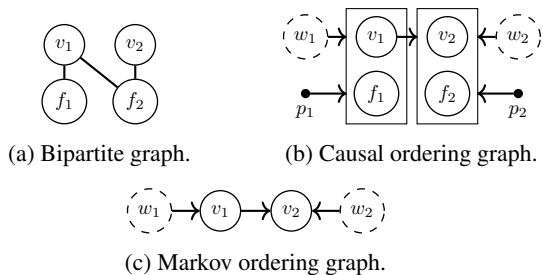 v₁ v₂
f₁ f₂
(a) Bipartite graph.
w₁ v₁ v₂ w₂
f₁ f₂
p₁ p₂
(b) Causal ordering graph.
w₁ v₁ v₂ w₂
(c) Markov ordering graph.